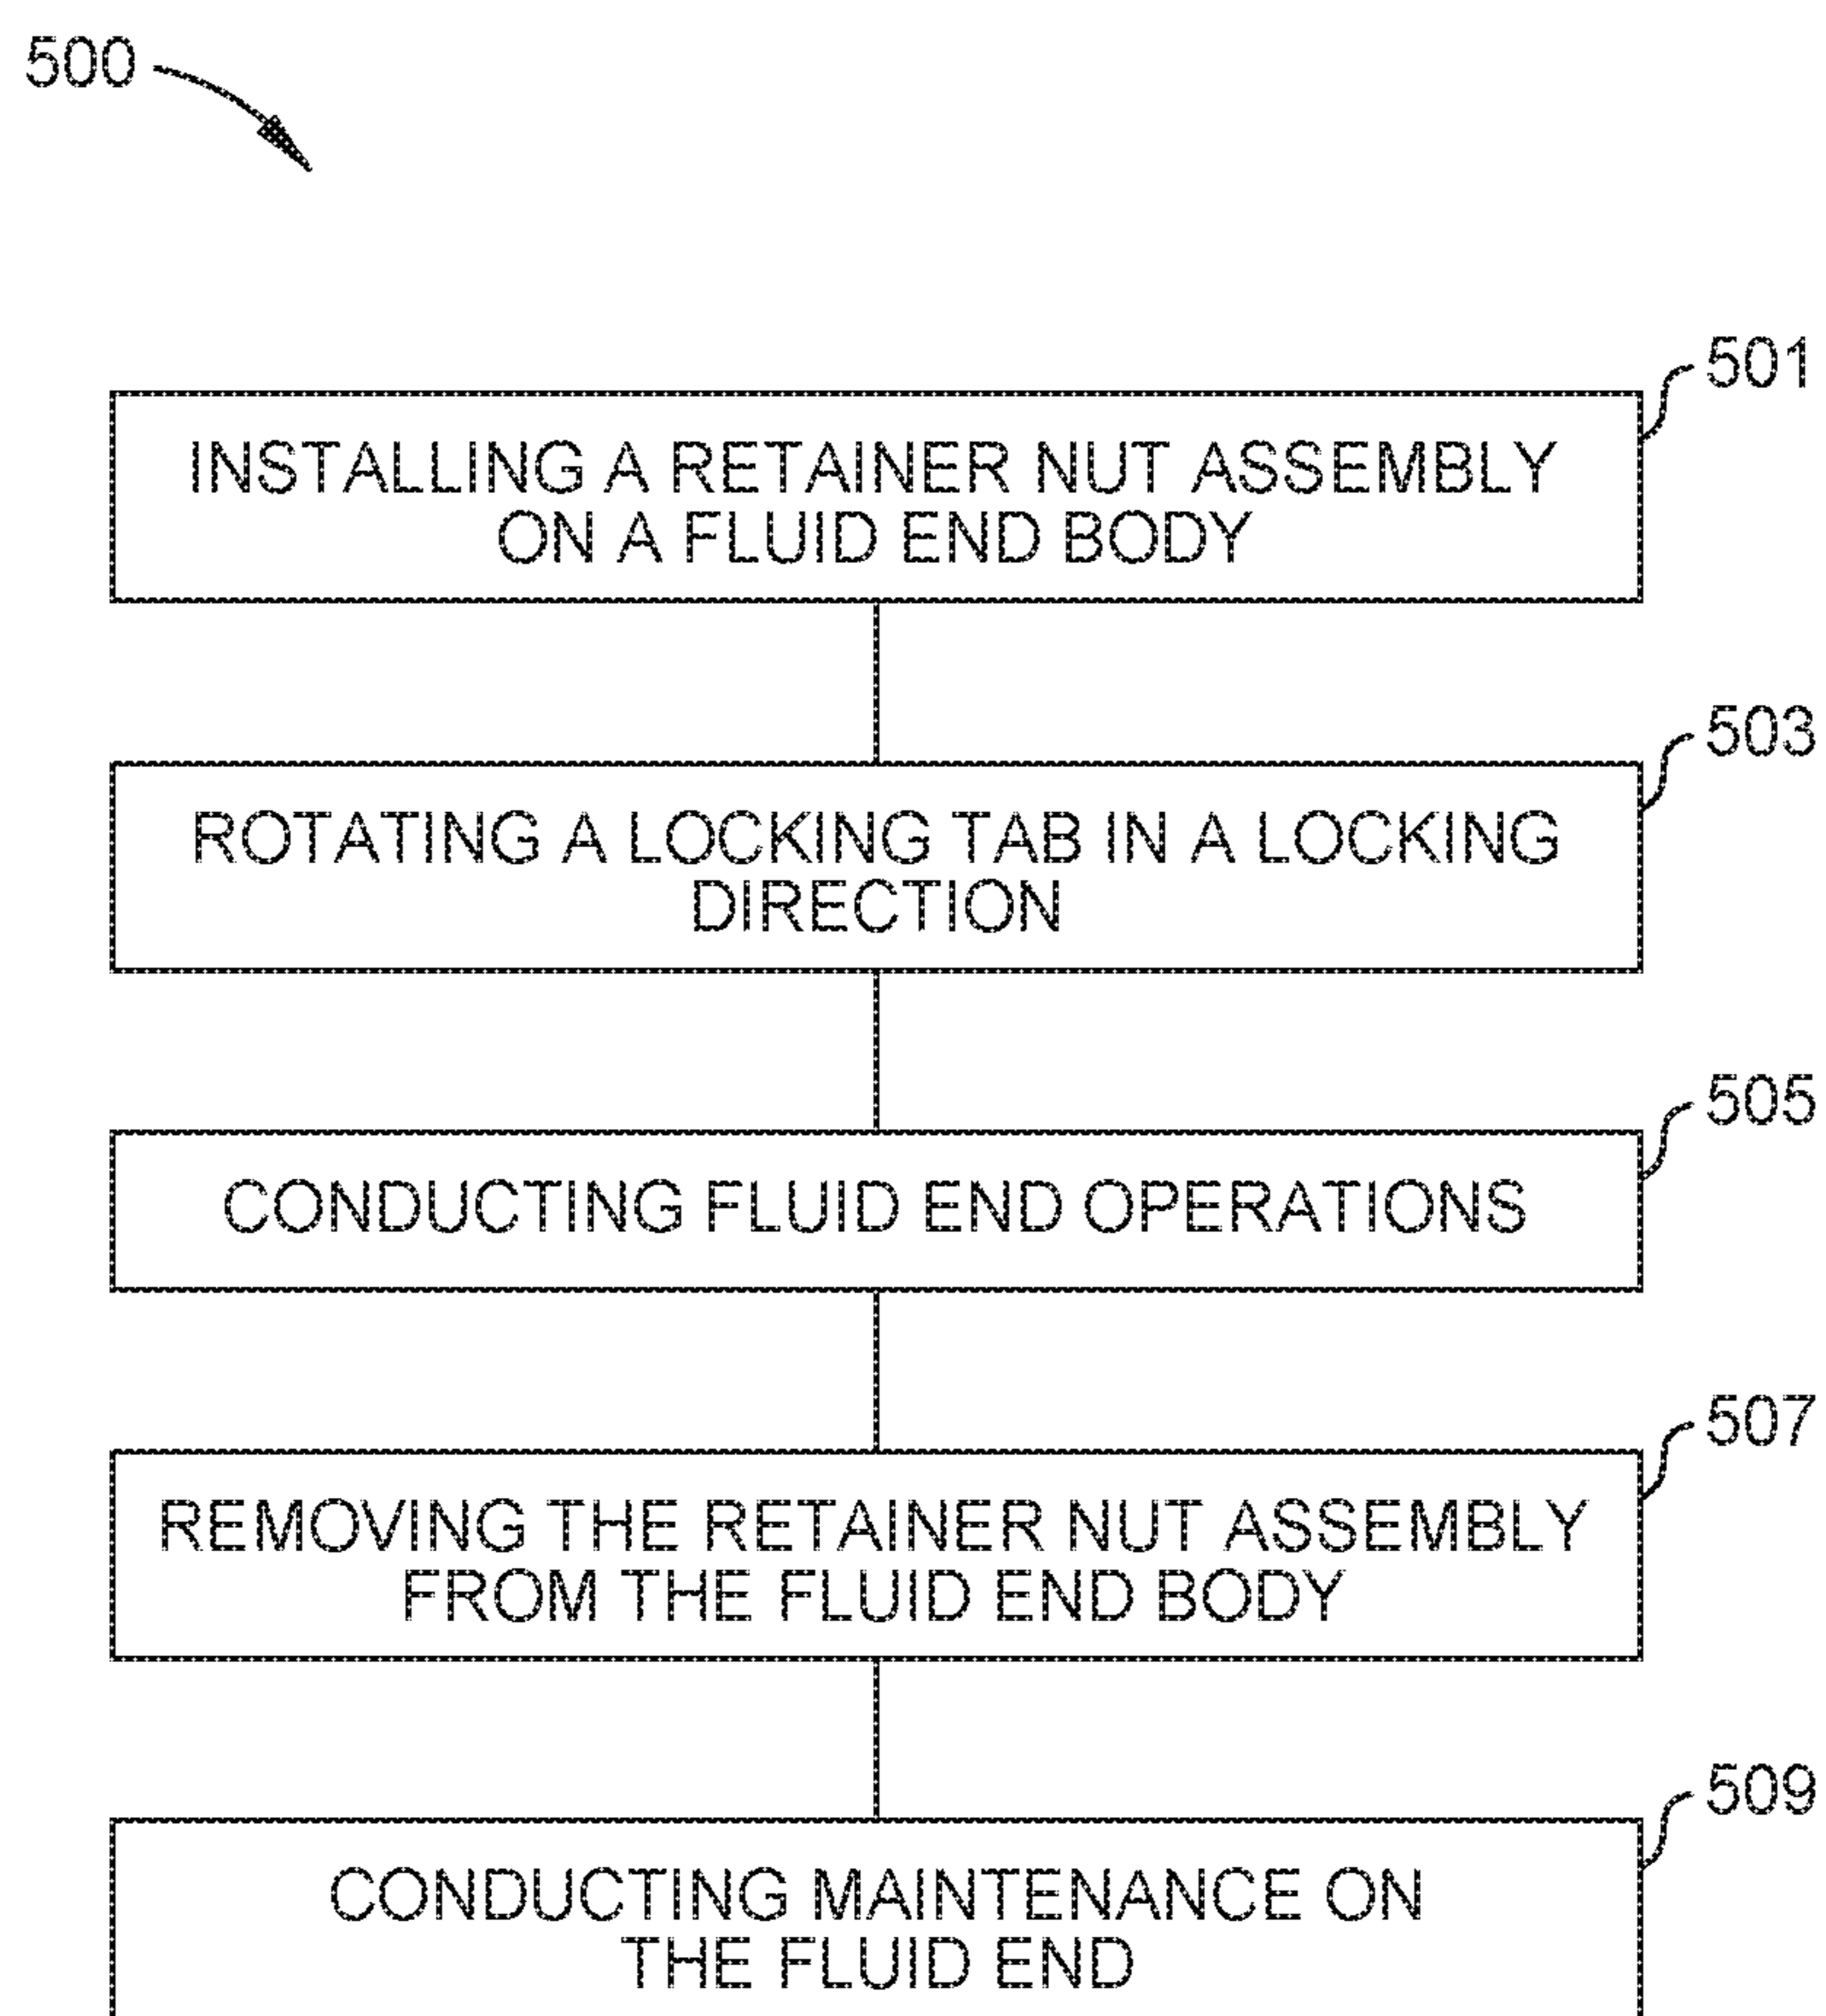 500
501
INSTALLING A RETAINER NUT ASSEMBLY
ON A FLUID END BODY
503
ROTATING A LOCKING TAB IN A LOCKING
DIRECTION
505
CONDUCTING FLUID END OPERATIONS
507
REMOVING THE RETAINER NUT ASSEMBLY
FROM THE FLUID END BODY
509
CONDUCTING MAINTENANCE ON
THE FLUID END